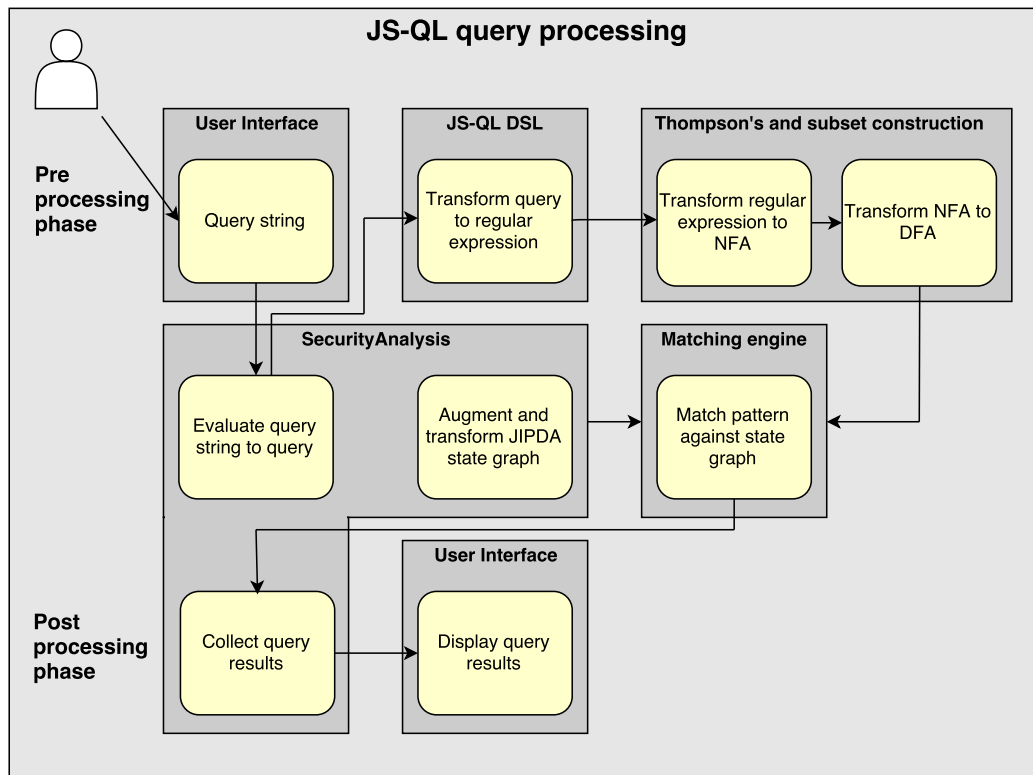 JS-QL query processing
User Interface
JS-QL DSL
Thompson's and subset construction
Pre
processing
phase
Query string
Transform query
to regular
expression
Transform regular
expression to
NFA
Transform NFA to
DFA
SecurityAnalysis
Matching engine
Evaluate query
string to query
Augment and
transform JIPDA
state graph
Match pattern
against state
graph
User Interface
Post
processing
phase
Collect query
results
Display query
results